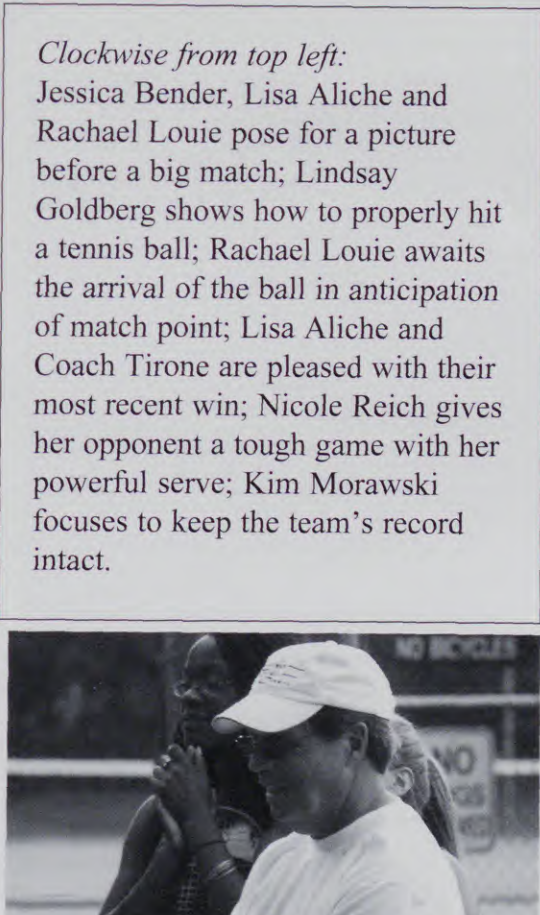 Clockwise from top left:
Jessica Bender, Lisa Aliche and
Rachael Louie pose for a picture
before a big match; Lindsay
Goldberg shows how to properly hit
a tennis ball; Rachael Louie awaits
the arrival of the ball in anticipation
of match point; Lisa Aliche and
Coach Tirone are pleased with their
most recent win; Nicole Reich gives
her opponent a tough game with her
powerful serve; Kim Morawski
focuses to keep the team's record
intact.
NO BICYCLES
NO